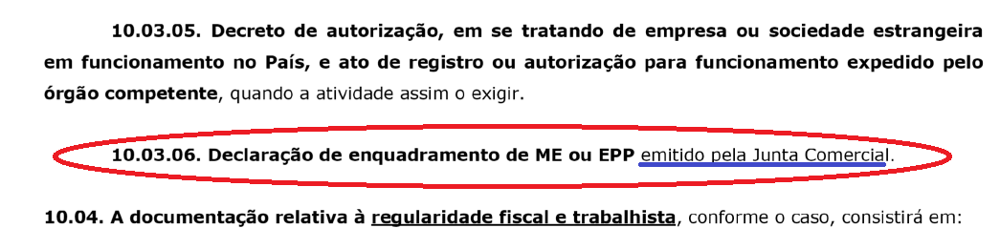 10.03.05. Decreto de autorização, em se tratando de empresa ou sociedade estrangeira
em funcionamento no País, e ato de registro ou autorização para funcionamento expedido pelo
órgão competente, quando a atividade assim o exigir.
10.03.06. Declaração de enquadramento de ME ou EPP emitido pela Junta Comercial.
10.04. A documentação relativa à regularidade fiscal e trabalhista, conforme o caso, consistirá em: